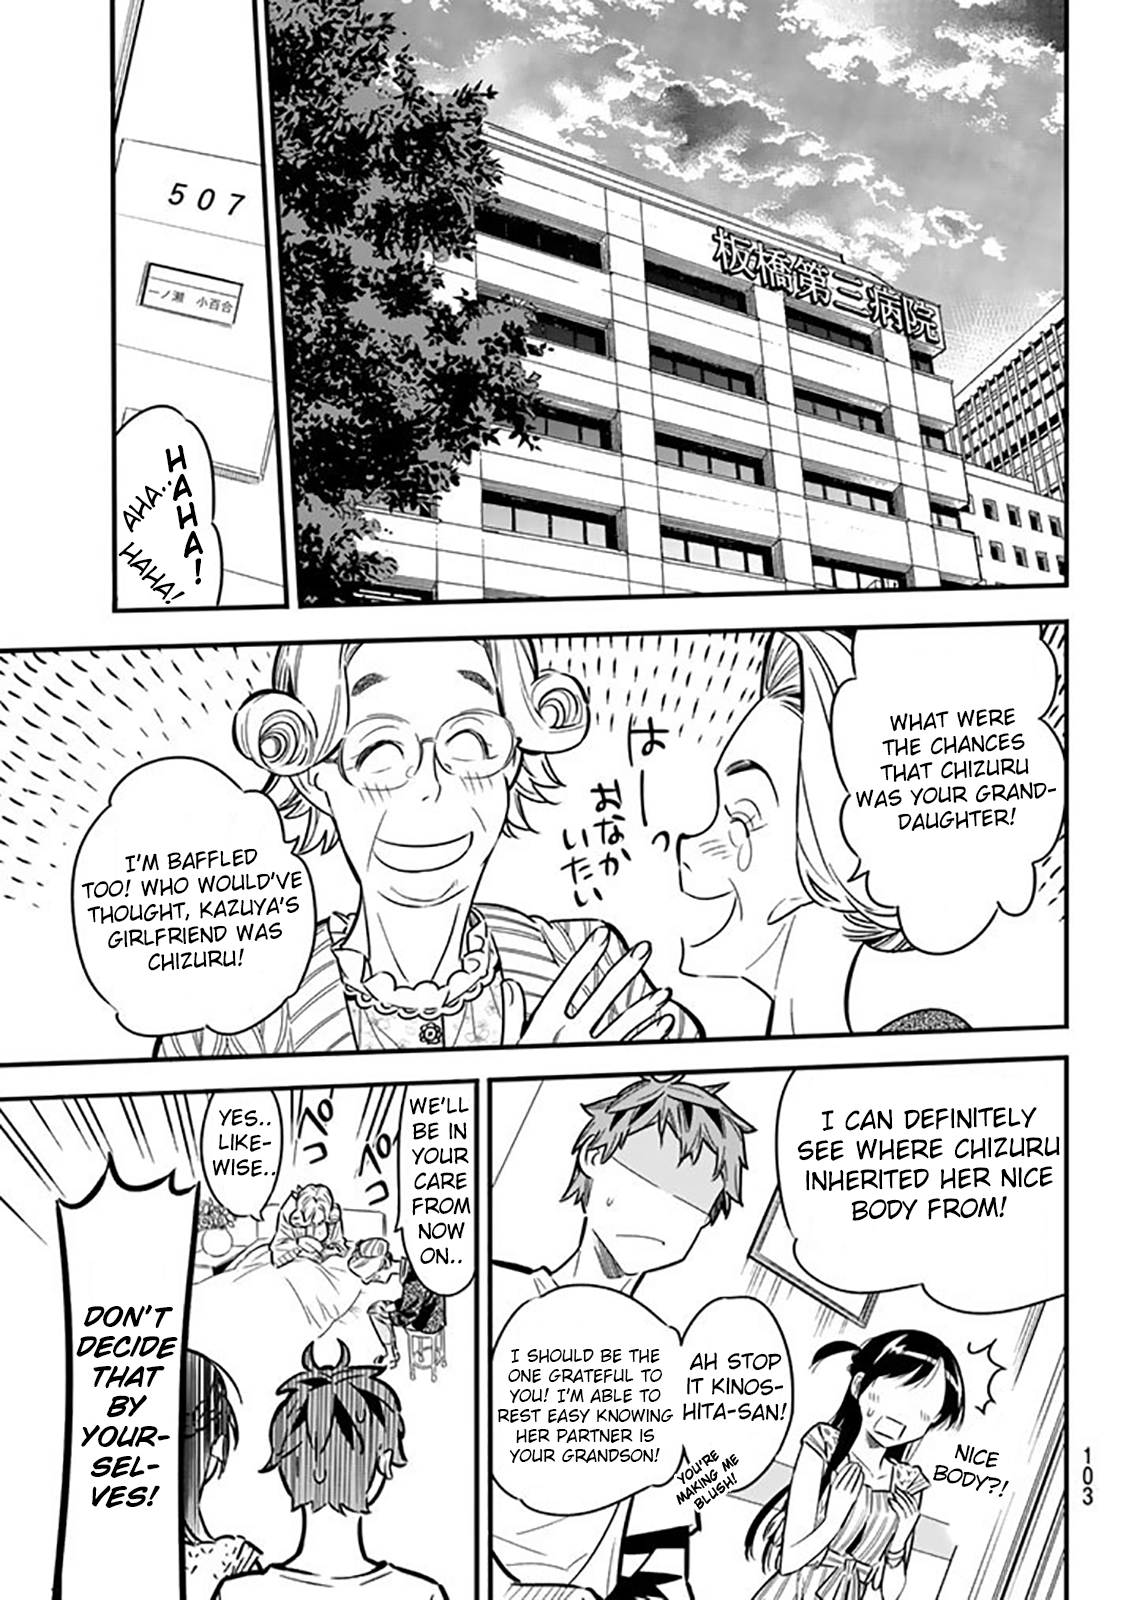 板橋第三病院
507
一ノ瀬 小百合
HAHA!
AHA..
HAHA!
WHAT WERE
THE CHANCES
THAT CHIZURU
WAS YOUR GRAND-
DAUGHTER!
はーっ
おなか
いたい
I'M BAFFLED
TOO! WHO WOULD'VE
THOUGHT, KAZUYA'S
GIRLFRIEND WAS
CHIZURU!
I CAN DEFINITELY
SEE WHERE CHIZURU
INHERITED HER NICE
BODY FROM!
NICE
BODY?!
AH STOP
IT KINOS-
HITA-SAN!
YOU'RE
MAKING ME
BLUSH!
I SHOULD BE THE
ONE GRATEFUL TO
YOU! I'M ABLE TO
REST EASY KNOWING
HER PARTNER IS
YOUR GRANDSON!
WE'LL
BE IN
YOUR
CARE
FROM
NOW
ON..
ペコ
YES..
LIKE-
WISE..
ペコ
DON'T
DECIDE
THAT
BY
YOUR-
SEL-
VES!
103